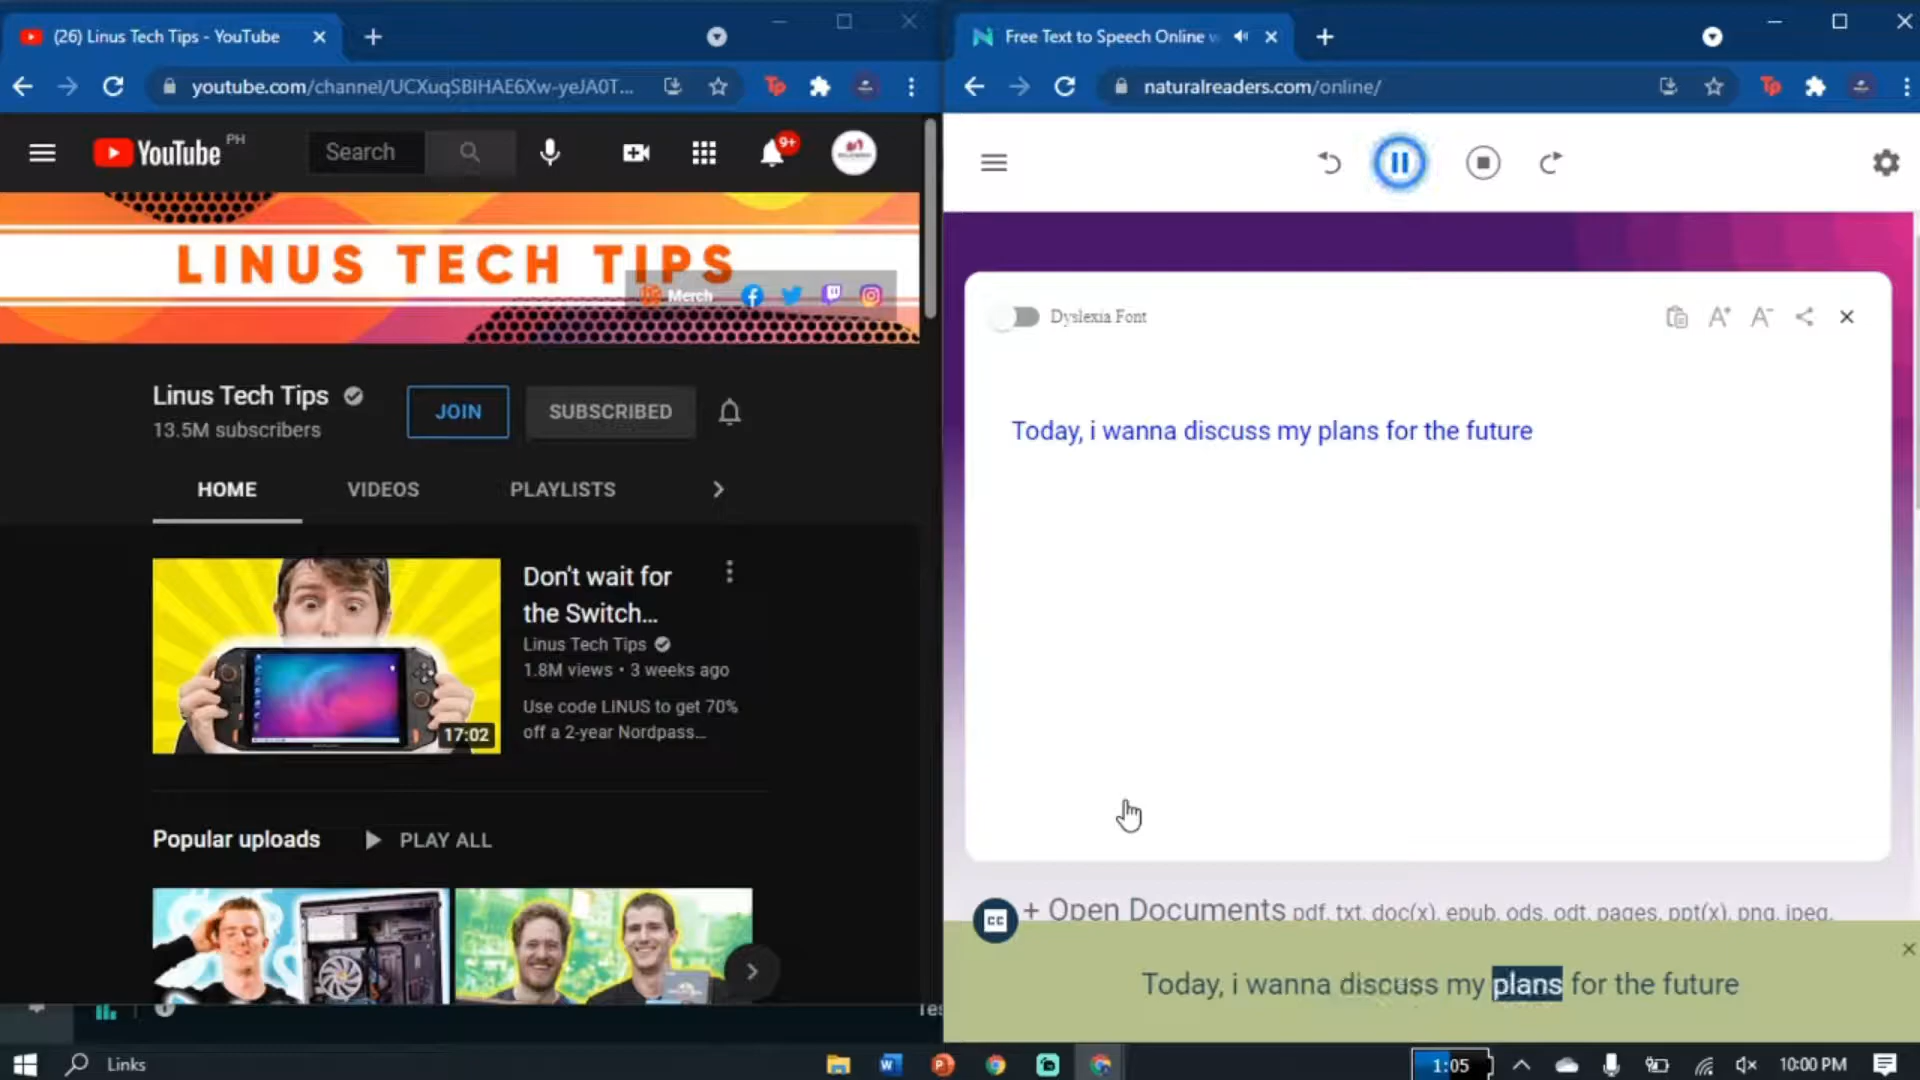 (26) Linus Tech Tips - YouTube
youtube.com/channel/UCXuqSBIHAE6Xw-yeJA0T...
YouTube PH
Search
9+
LINUS TECH TIPS
Merch
Linus Tech Tips
13.5M subscribers
JOIN
SUBSCRIBED
HOME
VIDEOS
PLAYLISTS
Don't wait for
the Switch...
Linus Tech Tips
1.8M views • 3 weeks ago
Use code LINUS to get 70%
off a 2-year Nordpass...
17:02
Popular uploads
PLAY ALL
Free Text to Speech Online
naturalreaders.com/online/
Dyslexia Font
Today, i wanna discuss my plans for the future
CC
+ Open Documents pdf, txt, doc(x), epub, ods, odt, pages, ppt(x), png, jpeg,
Today, i wanna discuss my plans for the future
Links
1:05
10:00 PM